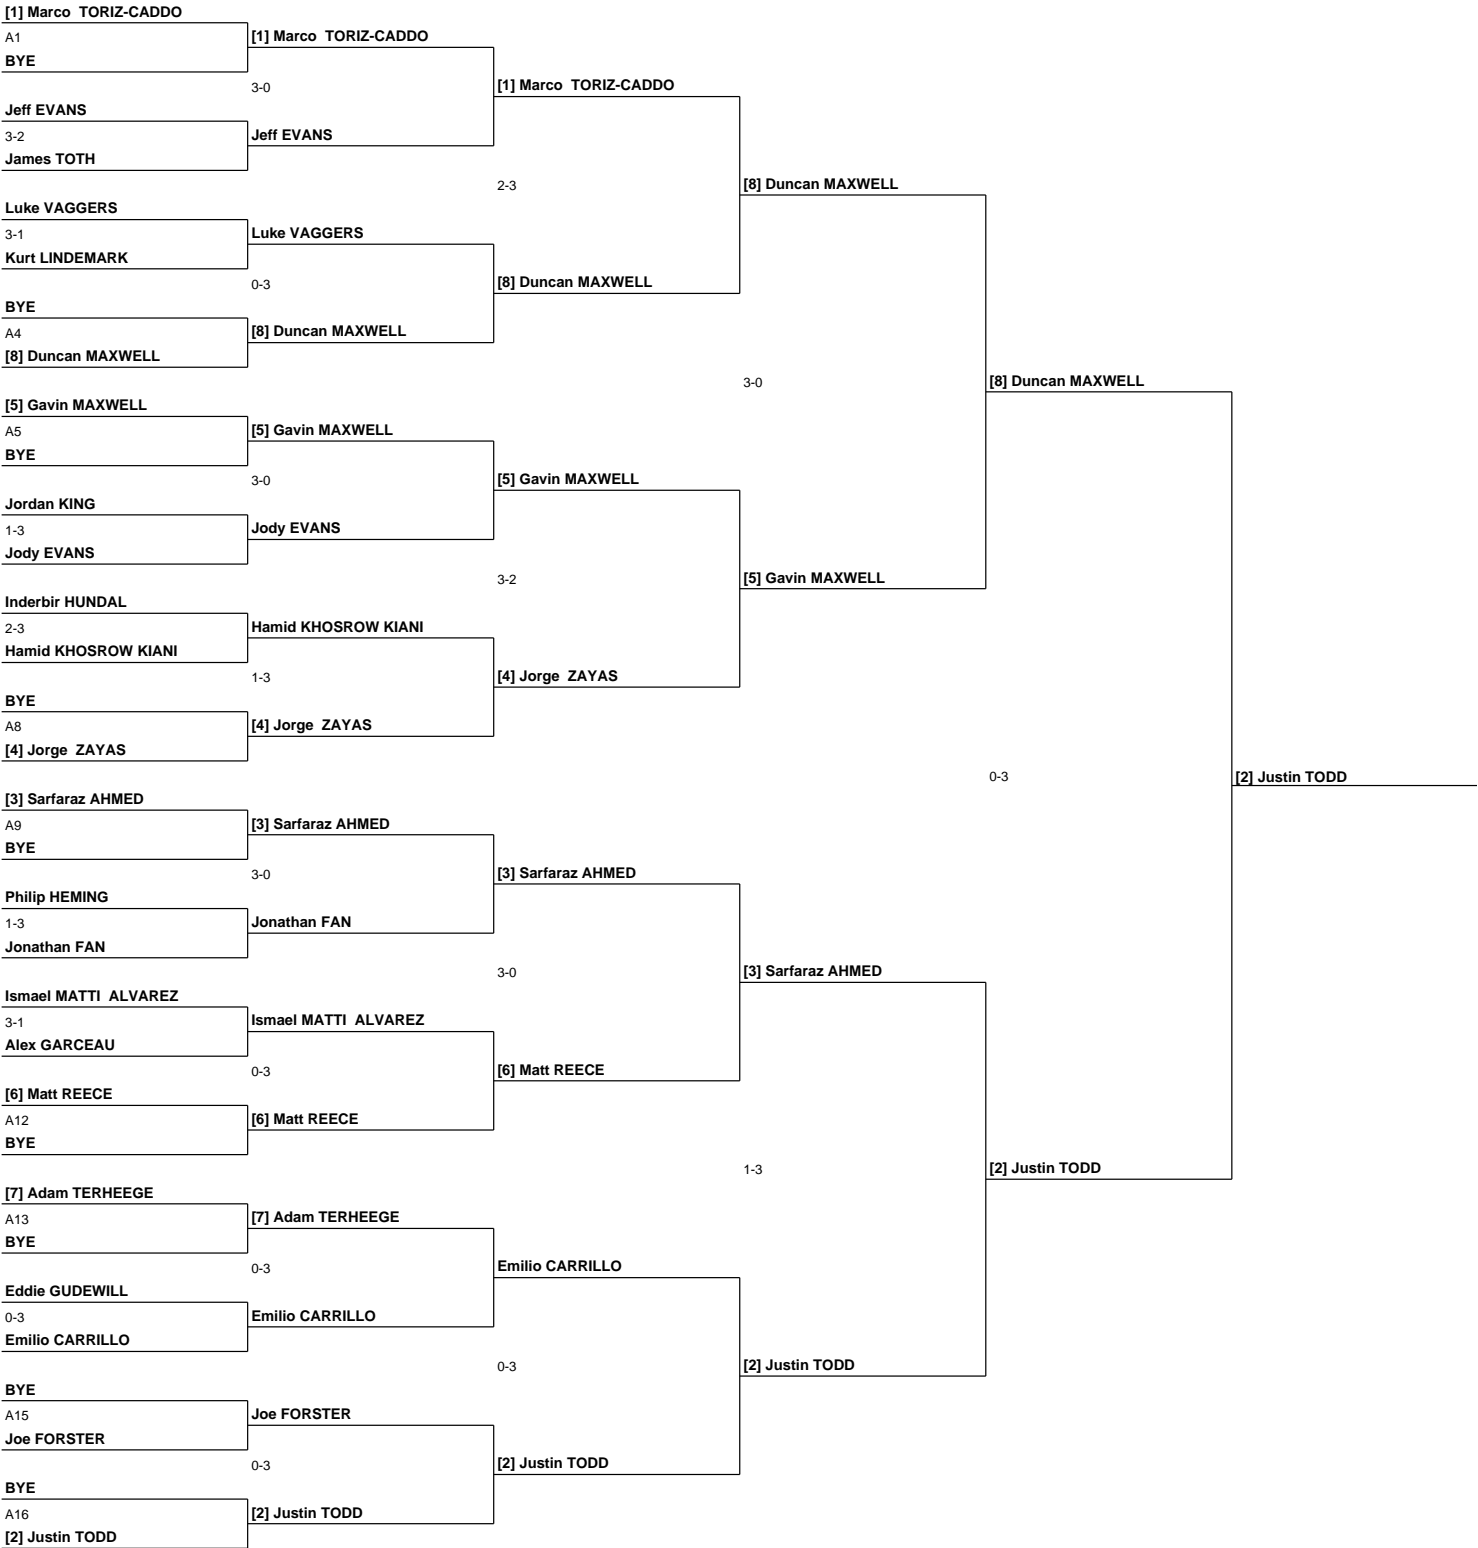 [1] Marco  TORIZ-CADDO
A1
BYE
Jeff EVANS
3-2
James TOTH
Luke VAGGERS
3-1
Kurt LINDEMARK
BYE
A4
[8] Duncan MAXWELL
[5] Gavin MAXWELL
A5
BYE
Jordan KING
1-3
Jody EVANS
Inderbir HUNDAL
2-3
Hamid KHOSROW KIANI
BYE
A8
[4] Jorge  ZAYAS
[3] Sarfaraz AHMED
A9
BYE
Philip HEMING
1-3
Jonathan FAN
Ismael MATTI  ALVAREZ
3-1
Alex GARCEAU
[6] Matt REECE
A12
BYE
[7] Adam TERHEEGE
A13
BYE
Eddie GUDEWILL
0-3
Emilio CARRILLO
BYE
A15
Joe FORSTER
BYE
A16
[2] Justin TODD
[1] Marco  TORIZ-CADDO
3-0
Jeff EVANS
Luke VAGGERS
0-3
[8] Duncan MAXWELL
[5] Gavin MAXWELL
3-0
Jody EVANS
Hamid KHOSROW KIANI
1-3
[4] Jorge  ZAYAS
[3] Sarfaraz AHMED
3-0
Jonathan FAN
Ismael MATTI  ALVAREZ
0-3
[6] Matt REECE
[7] Adam TERHEEGE
0-3
Emilio CARRILLO
Joe FORSTER
0-3
[2] Justin TODD
[1] Marco  TORIZ-CADDO
2-3
[8] Duncan MAXWELL
[5] Gavin MAXWELL
3-2
[4] Jorge  ZAYAS
[3] Sarfaraz AHMED
3-0
[6] Matt REECE
Emilio CARRILLO
0-3
[2] Justin TODD
[8] Duncan MAXWELL
3-0
[5] Gavin MAXWELL
[3] Sarfaraz AHMED
1-3
[2] Justin TODD
[8] Duncan MAXWELL
0-3
[2] Justin TODD
[2] Justin TODD